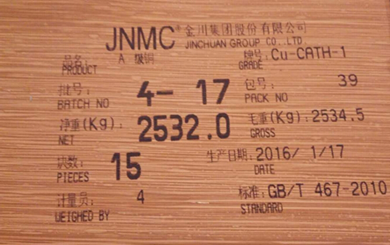 JNMC® 金川集团股份有限公司
JINCHUAN GROUP CO., LTD
品名 A 级铜 牌号: Cu-CATH-1
PRODUCT GRADE
批号: 4- 17 包号: 39
BATCH NO PACK NO
净重(Kg): 2532.0 毛重(Kg): 2534.5
NET GROSS
块数: 15 生产日期: 2016/ 1/17
PIECES DATE
计量员: 4 标准: GB/T 467-2010
WEIGHED BY STANDARD